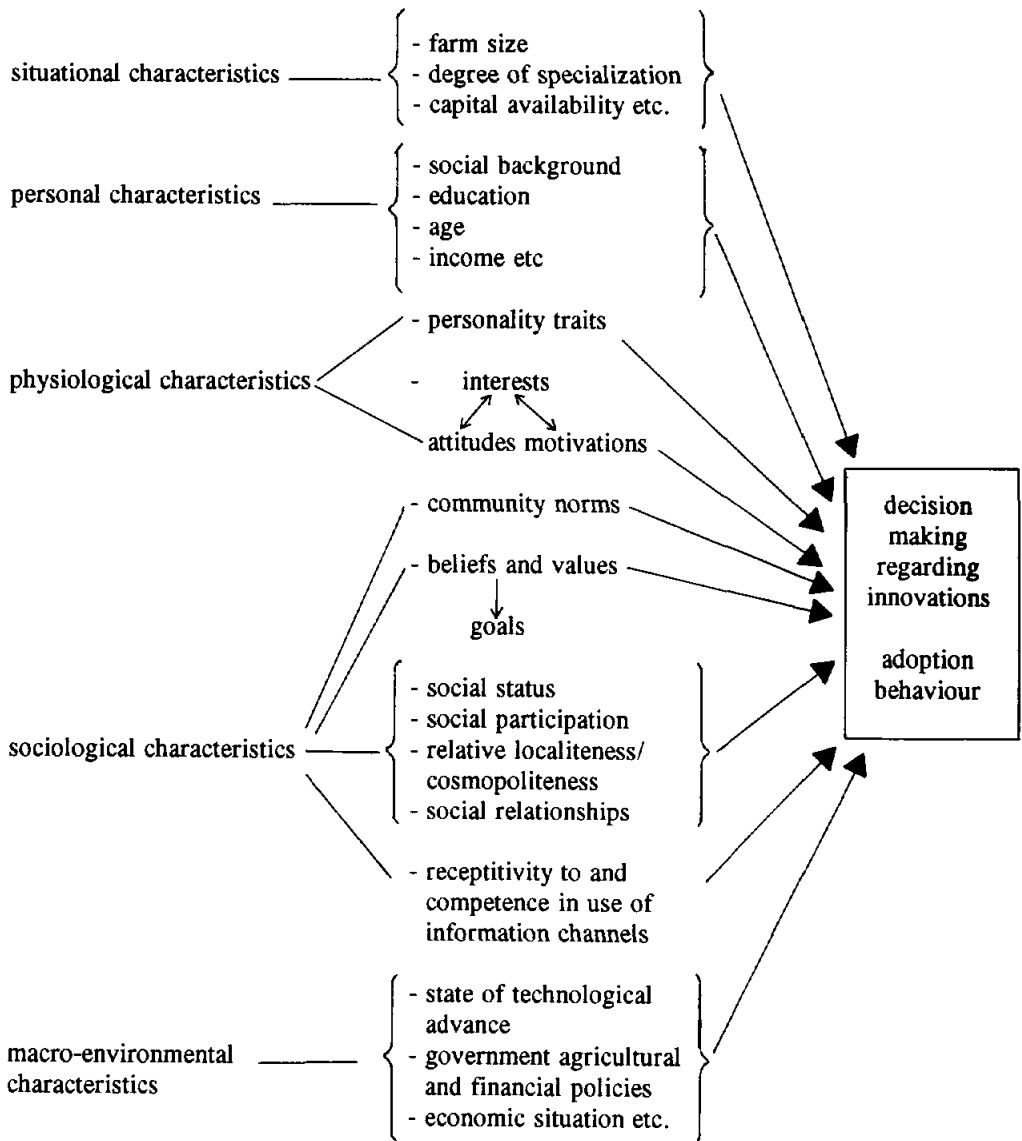 situational characteristics
- farm size
- degree of specialization
- capital availability etc.
personal characteristics
- social background
- education
- age
- income etc
physiological characteristics
- personality traits
- interests
attitudes motivations
sociological characteristics
- community norms
- beliefs and values
goals
- social status
- social participation
- relative localiteness/
cosmopoliteness
- social relationships
- receptitivity to and
competence in use of
information channels
macro-environmental
characteristics
- state of technological
advance
- government agricultural
and financial policies
- economic situation etc.
decision
making
regarding
innovations
adoption
behaviour